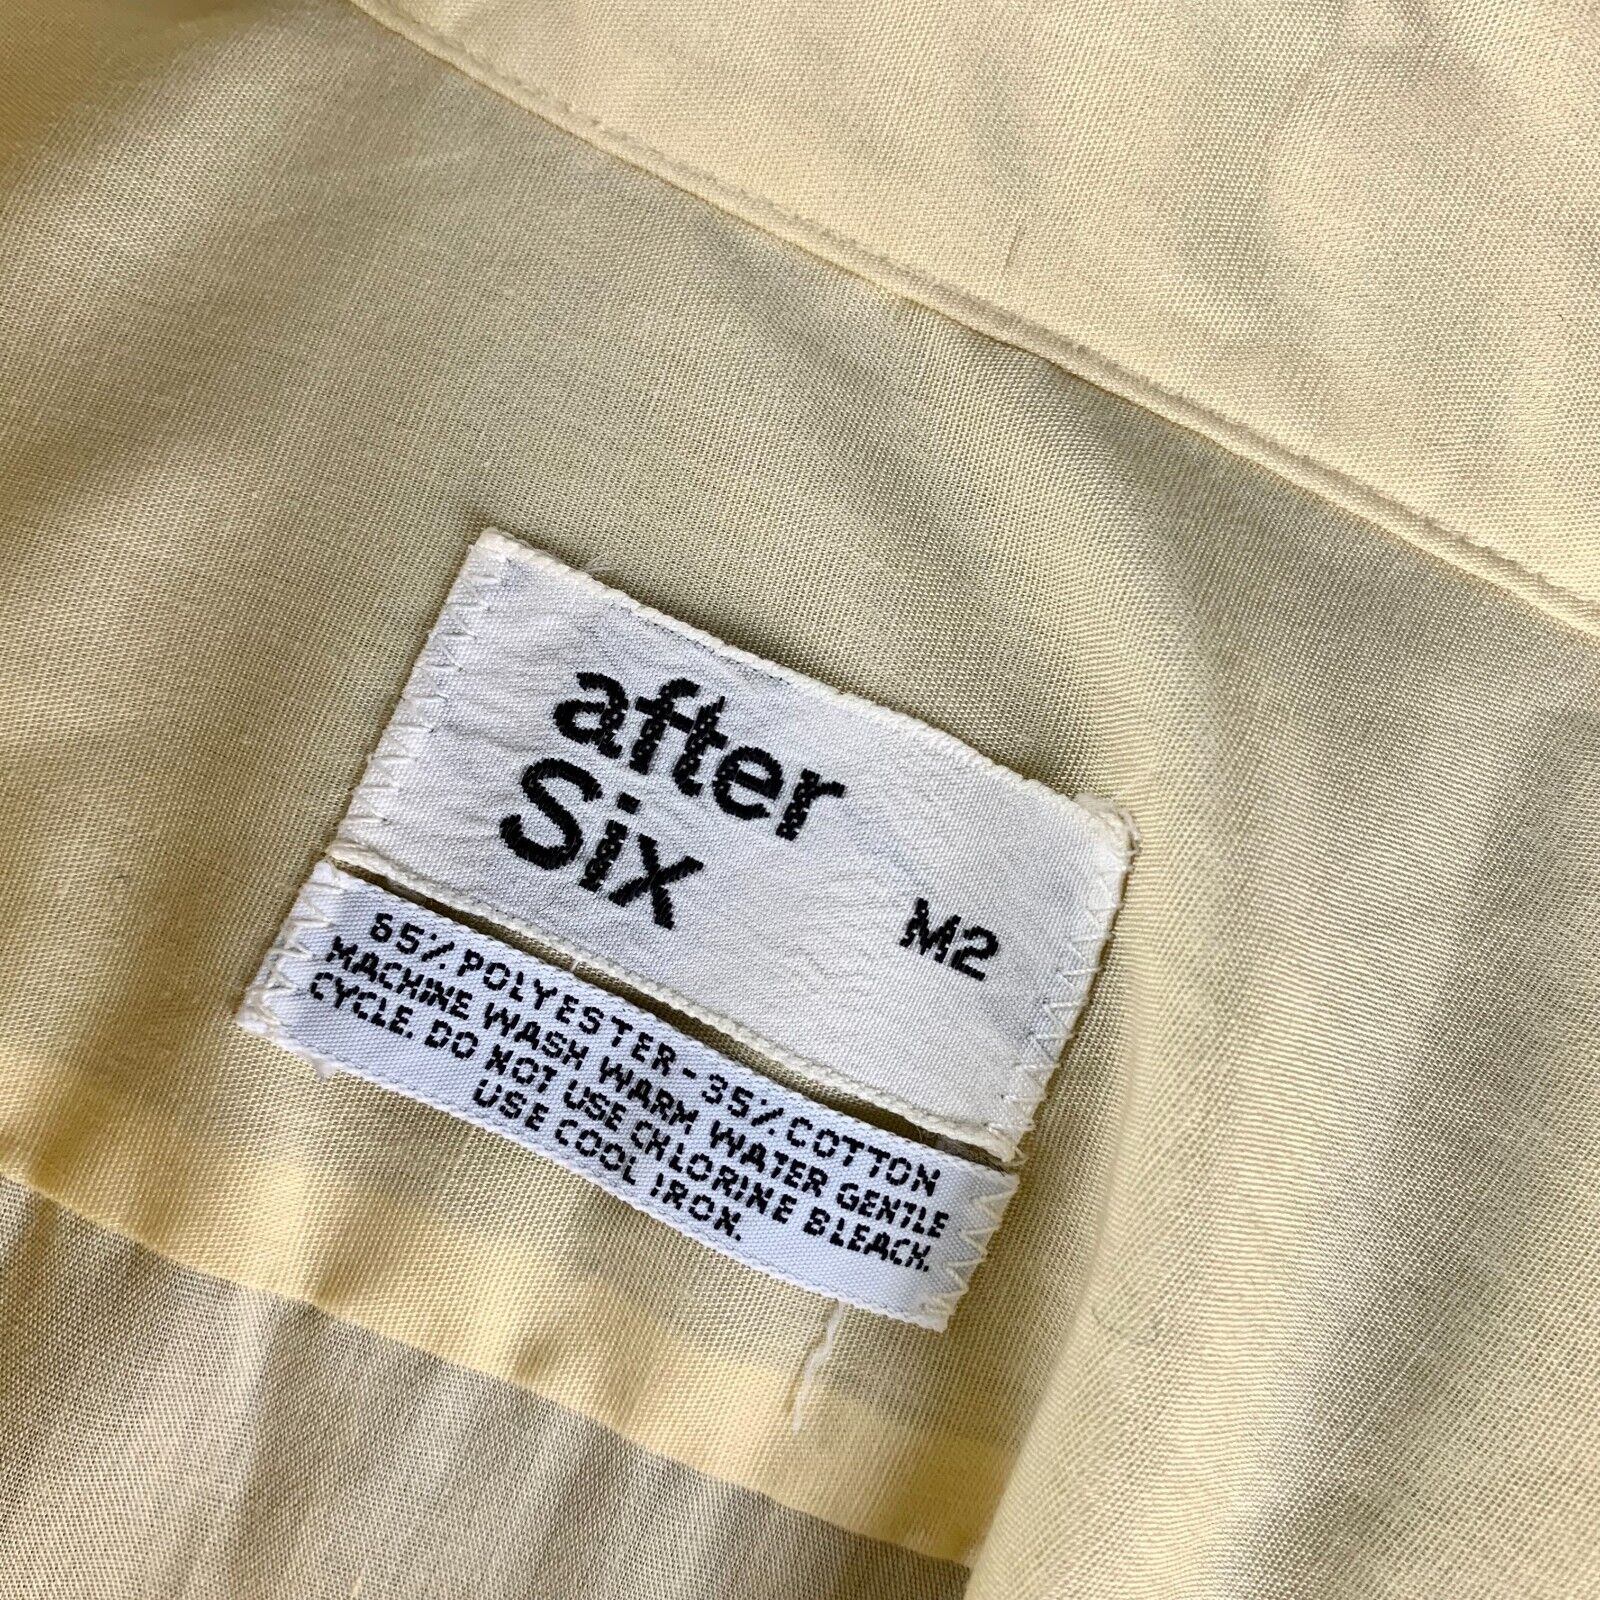 after
Six
M2
65% POLYESTER - 35% COTTON
MACHINE WASH WARM WATER GENTLE
CYCLE. DO NOT USE CHLORINE BLEACH.
USE COOL IRON.